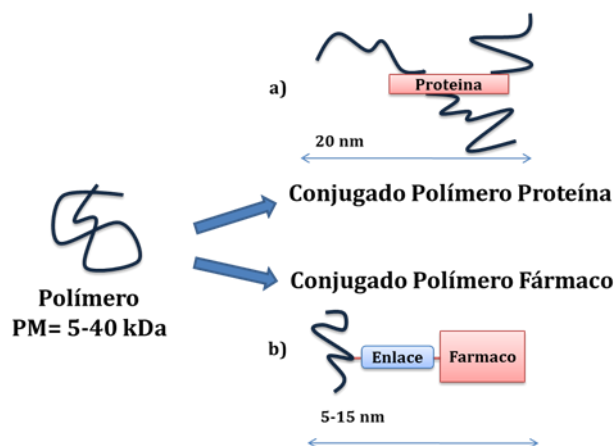 a)
Proteina
20 nm
Conjugado Polímero Proteína
Polímero
PM= 5-40 kDa
Conjugado Polímero Fármaco
b)
Enlace
Farmaco
5-15 nm